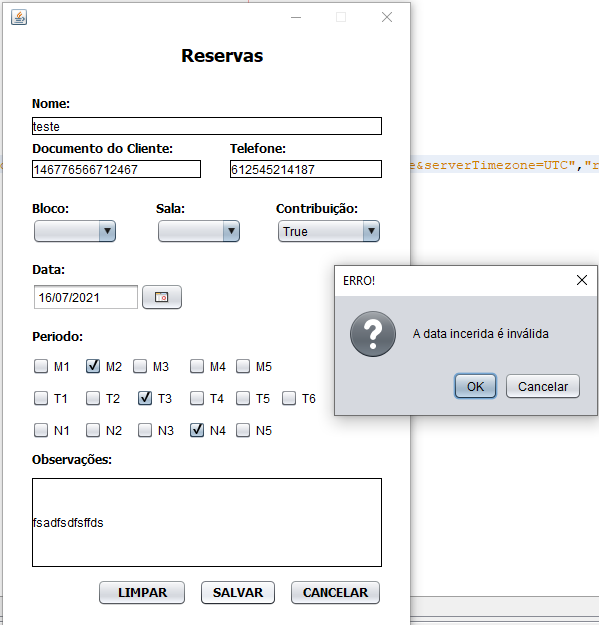 Reservas
Nome:
teste
Documento do Cliente: Telefone:
146776566712467 612545214187
e&serverTimezone=UTC","r
Bloco: Sala: Contribuição:
True
Data:
16/07/2021
ERRO!
A data incerida é inválida
OK Cancelar
Periodo:
M1 M2 M3 M4 M5
T1 T2 T3 T4 T5 T6
N1 N2 N3 N4 N5
Observações:
fsadfsdfsffds
LIMPAR SALVAR CANCELAR